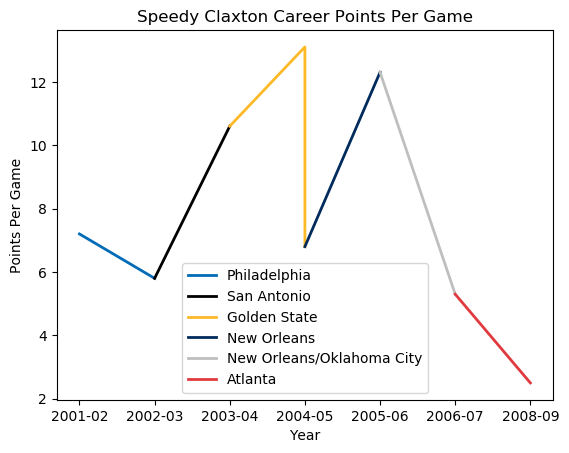 Speedy Claxton Career Points Per Game
Points Per Game
12
10
8
6
4
2
Philadelphia
San Antonio
Golden State
New Orleans
New Orleans/Oklahoma City
Atlanta
2001-02 2002-03 2003-04 2004-05 2005-06 2006-07 2008-09
Year